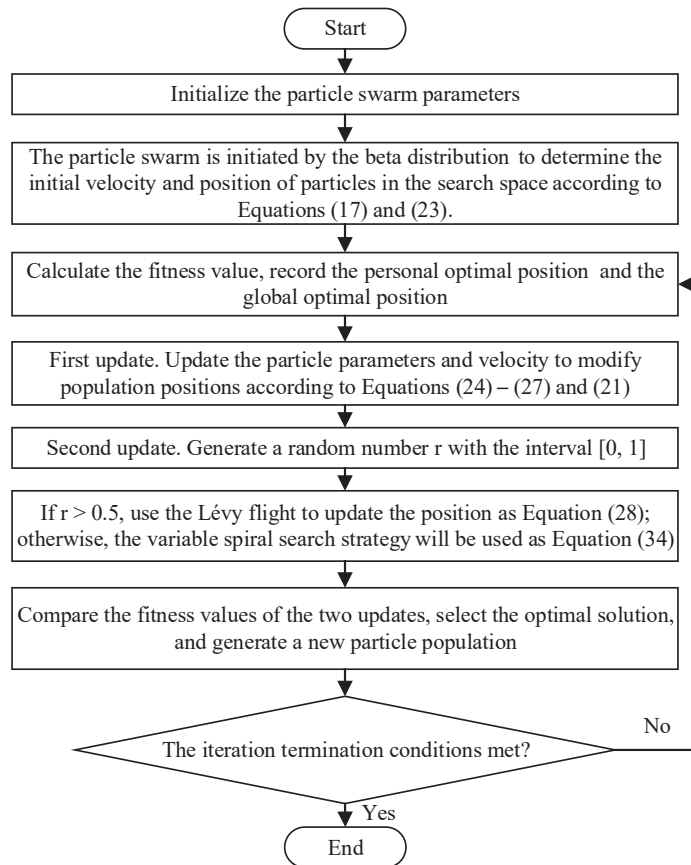 Start
Initialize the particle swarm parameters
The particle swarm is initiated by the beta distribution to determine the
initial velocity and position of particles in the search space according to
Equations (17) and (23).
Calculate the fitness value, record the personal optimal position and the
global optimal position
First update. Update the particle parameters and velocity to modify
population positions according to Equations (24) – (27) and (21)
Second update. Generate a random number r with the interval [0, 1]
If r > 0.5, use the Lévy flight to update the position as Equation (28);
otherwise, the variable spiral search strategy will be used as Equation (34)
Compare the fitness values of the two updates, select the optimal solution,
and generate a new particle population
The iteration termination conditions met?
No
Yes
End